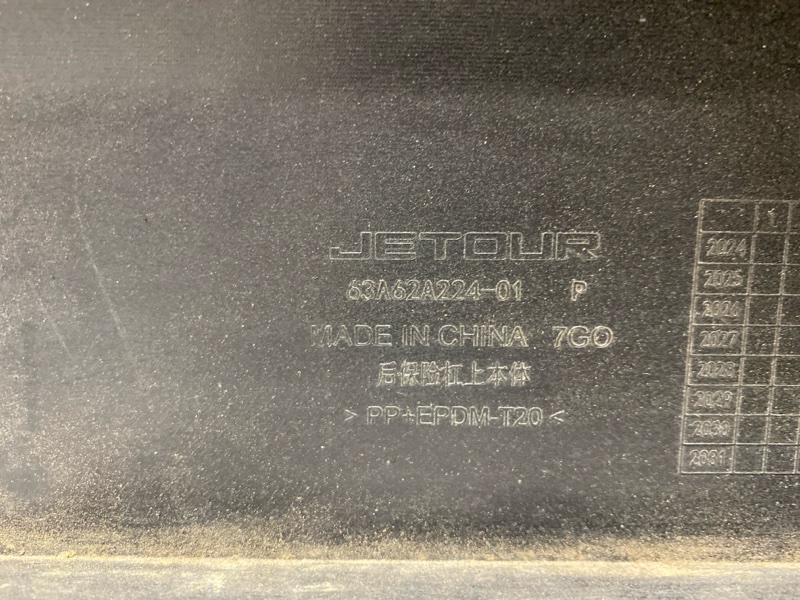 JETOUR
63A62A224-01 P
MADE IN CHINA 7GO
后保险杠上本体
> PP+EPDM-T20 <
1
2024
2025
2026
2027
2028
2029
2030
2031